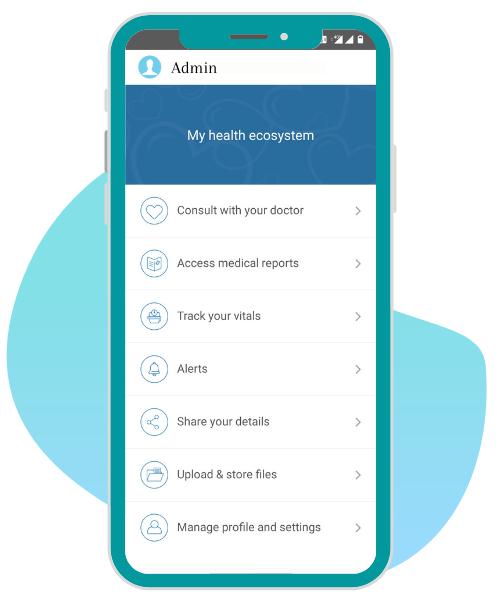 Admin
My health ecosystem
Consult with your doctor
Access medical reports
Track your vitals
Alerts
Share your details
Upload & store files
Manage profile and settings